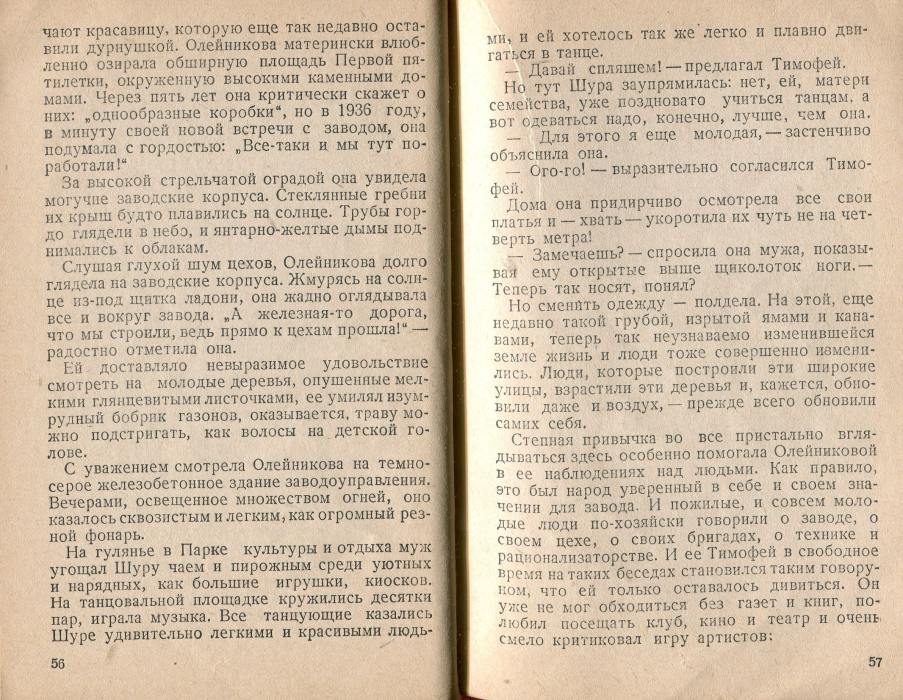 чают красавицу, которую еще так недавно оста-
вили дурнушкой. Олейникова матерински влюб-
ленно озирала обширную площадь Первой пя-
тилетки, окруженную высокими каменными до-
мами. Через пять лет она критически скажет о
них: „однообразные коробки“, но в 1936 году,
в минуту своей новой встречи с заводом, она
подумала с гордостью: „Все-таки и мы тут по-
работали!“
За высокой стрельчатой оградой она увидела
могучие заводские корпуса. Стеклянные гребни
их крыш будто плавились на солнце. Трубы гор-
до глядели в небо, и янтарно-желтые дымы под-
нимались к облакам.
Слушая глухой шум цехов, Олейникова долго
глядела на заводские корпуса. Жмурясь на солн-
це из-под щитка ладони, она жадно оглядывала
все и вокруг завода. „А железная-то дорога,
что мы строили, ведь прямо к цехам прошла!“ —
радостно отметила она.
Ей доставляло невыразимое удовольствие
смотреть на молодые деревья, опушенные мел-
кими глянцевитыми листочками, ее умилял изум-
рудный бобрик газонов, оказывается, траву мо-
жно подстригать, как волосы на детской го-
лове.
С уважением смотрела Олейникова на темно-
серое железобетонное здание заводоуправления.
Вечерами, освещенное множеством огней, оно
казалось сквозистым и легким, как огромный рез-
ной фонарь.
На гулянье в Парке культуры и отдыха муж
угощал Шуру чаем и пирожным среди уютных
и нарядных, как большие игрушки, киосков.
На танцовальной площадке кружились десятки
пар, играла музыка. Все танцующие казались
Шуре удивительно легкими и красивыми людь-
56
ми, и ей хотелось так же легко и плавно дви-
гаться в танце.
— Давай спляшем! — предлагал Тимофей.
Но тут Шура заупрямилась: нет, ей, матери
семейства, уже поздновато учиться танцам, а
вот одеваться надо, конечно, лучше, чем она.
— Для этого я еще молодая, — застенчиво
объяснила она.
— Ого-го! — выразительно согласился Тимо-
фей.
Дома она придирчиво осмотрела все свои
платья и — хвать — укоротила их чуть не на чет-
верть метра!
— Замечаешь? — спросила она мужа, показы-
вая ему открытые выше щиколоток ноги. —
Теперь так носят, понял?
Но сменить одежду — полдела. На этой, еще
недавно такой грубой, изрытой ямами и кана-
вами, теперь так неузнаваемо изменившейся
земле жизнь и люди тоже совершенно измени-
лись. Люди, которые построили эти широкие
улицы, взрастили эти деревья и, кажется, обно-
вили даже и воздух, — прежде всего обновили
самих себя.
Степная привычка во все пристально вгля-
дываться здесь особенно помогала Олейниковой
в ее наблюдениях над людьми. Как правило,
это был народ уверенный в себе и своем зна-
чении для завода. И пожилые, и совсем моло-
дые люди по-хозяйски говорили о заводе, о
своем цехе, о своих бригадах, о технике и
рационализаторстве. И ее Тимофей в свободное
время на таких беседах становился таким говору-
ном, что ей только оставалось дивиться. Он
уже не мог обходиться без газет и книг, по-
любил посещать клуб, кино и театр и очень
смело критиковал игру артистов:
57